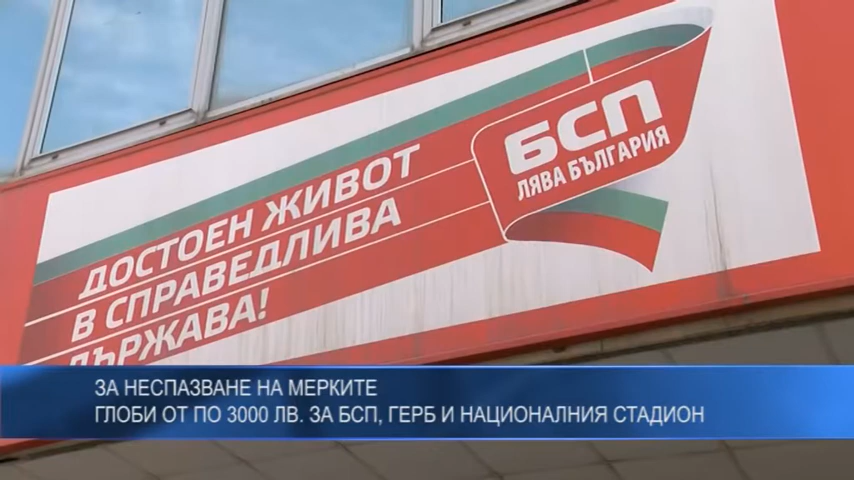 БСП
ЛЯВА БЪЛГАРИЯ
ДОСТОЕН ЖИВОТ
В СПРАВЕДЛИВА
ДЪРЖАВА!
ЗА НЕСПАЗВАНЕ НА МЕРКИТЕ
ГЛОБИ ОТ ПО 3000 ЛВ. ЗА БСП, ГЕРБ И НАЦИОНАЛНИЯ СТАДИОН